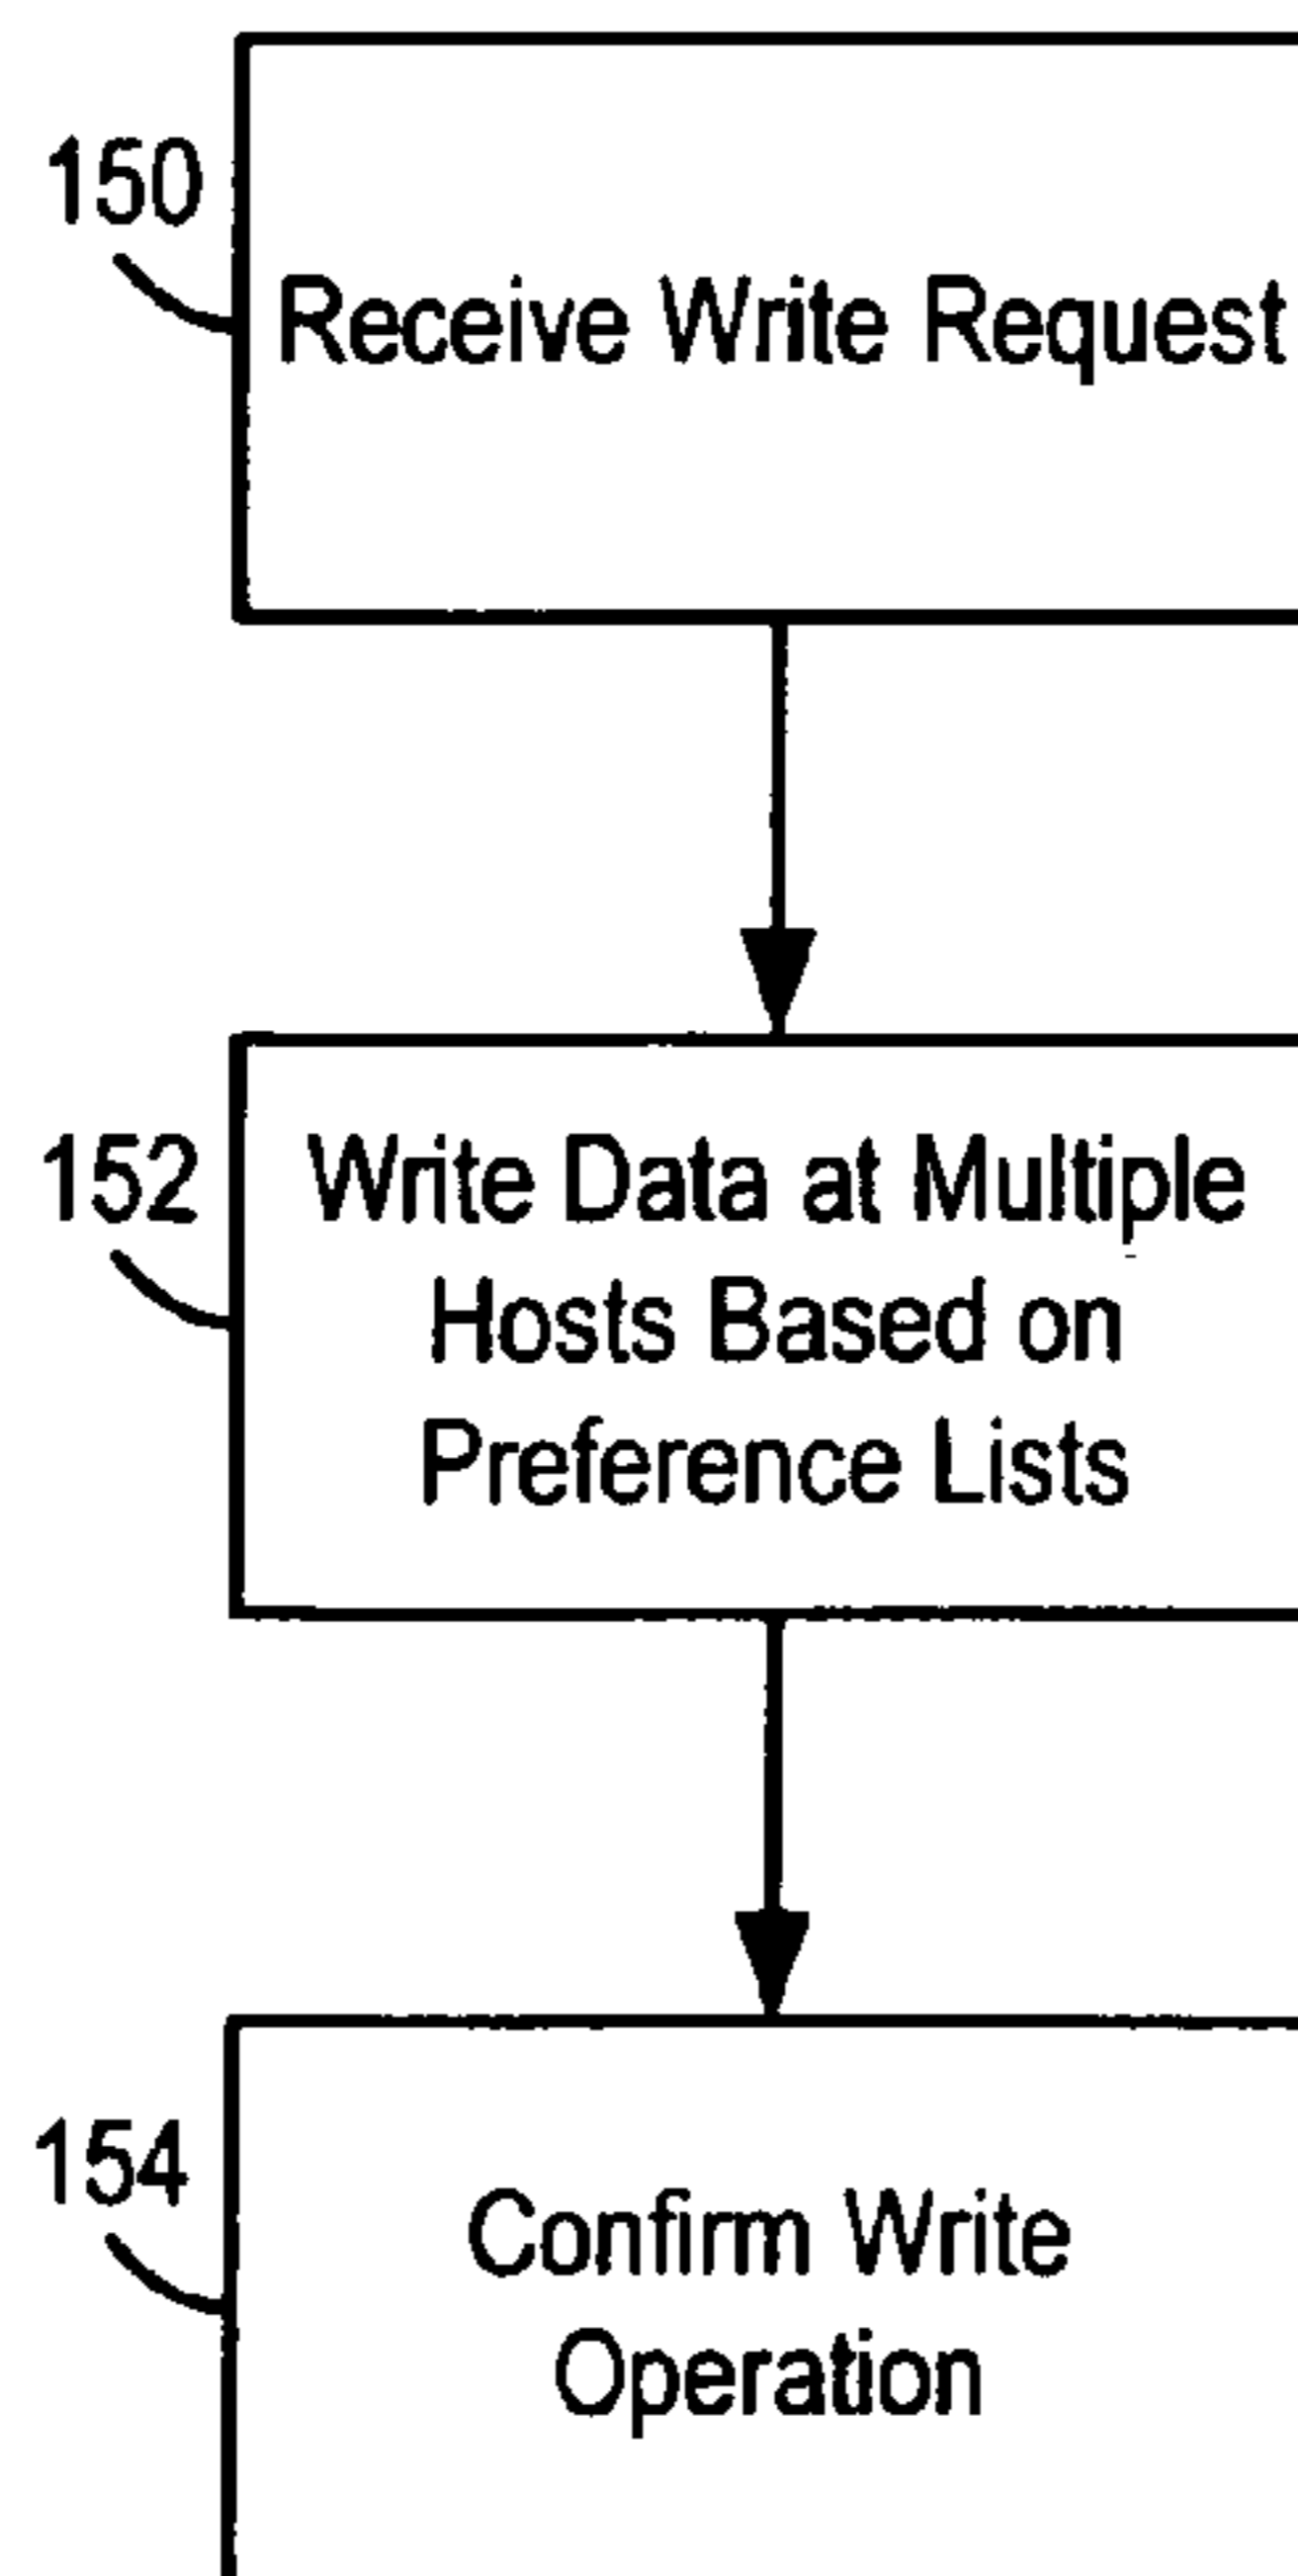 150
Receive Write Request
152
Write Data at Multiple
Hosts Based on
Preference Lists
154
Confirm Write
Operation